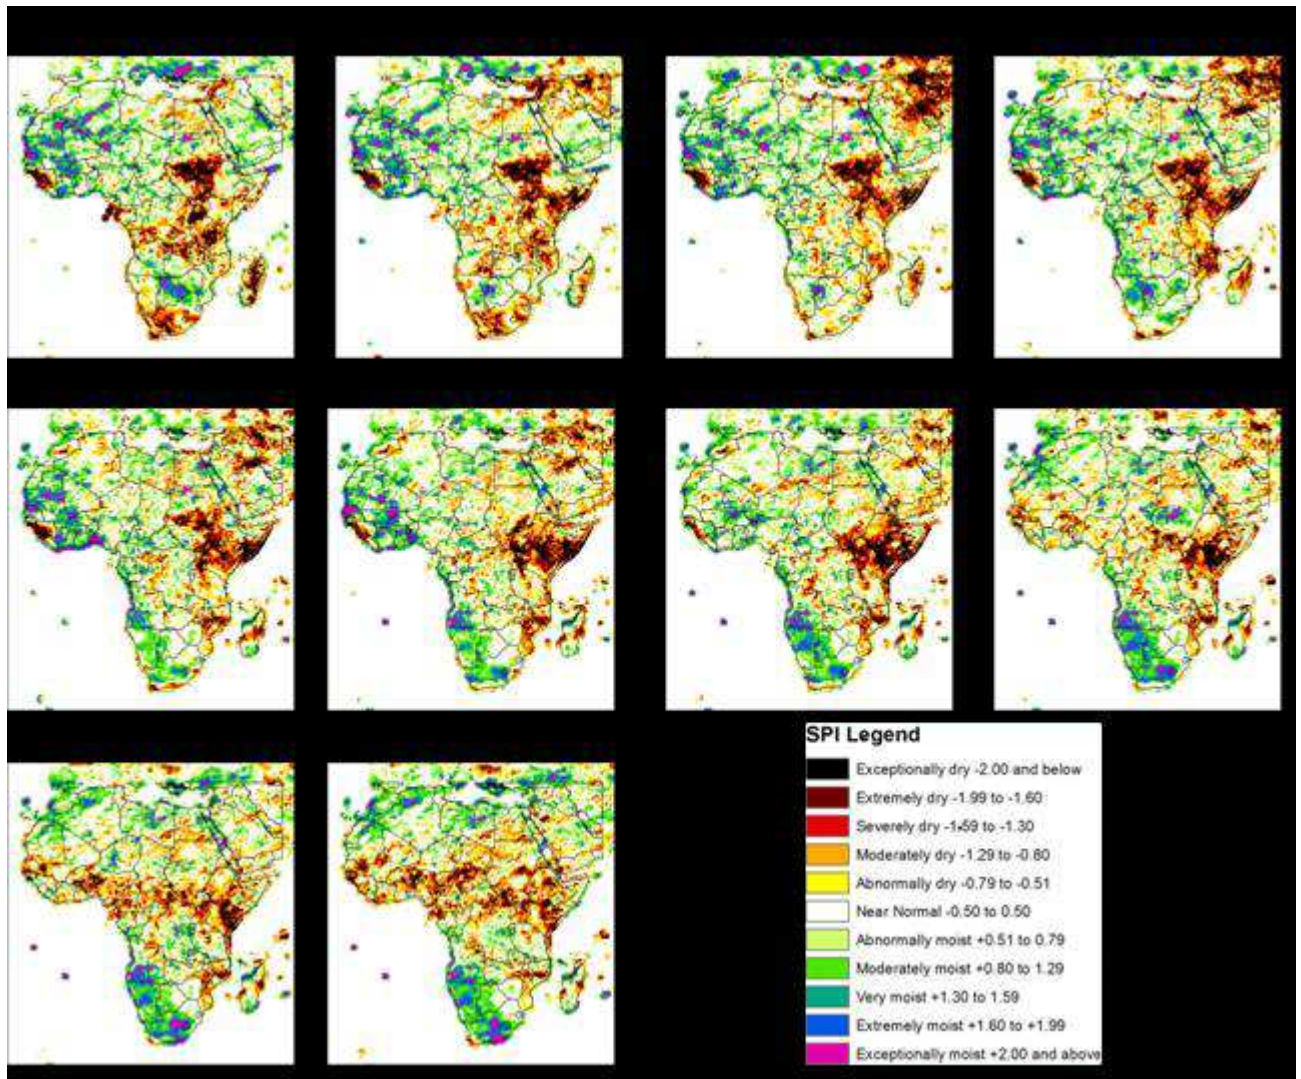 SPI Legend
Exceptionally dry -2.00 and below
Extremely dry -1.99 to -1.60
Severely dry -1.59 to -1.30
Moderately dry -1.29 to -0.80
Abnormally dry -0.79 to -0.51
Near Normal -0.50 to 0.50
Abnormally moist +0.51 to 0.79
Moderately moist +0.80 to 1.29
Very moist +1.30 to 1.59
Extremely moist +1.60 to +1.99
Exceptionally moist +2.00 and above